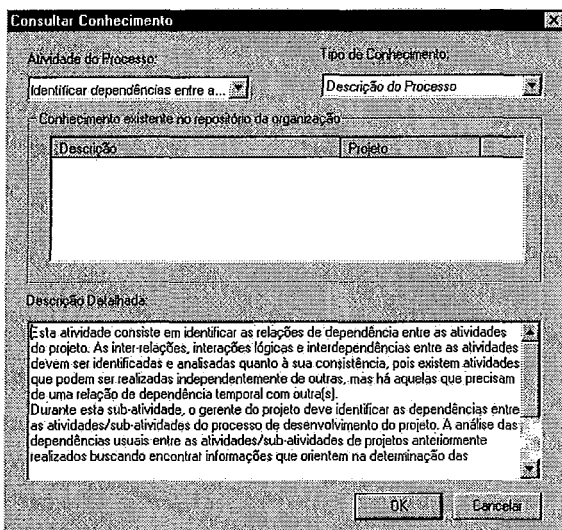 Consultar Conhecimento
Atividade do Processo:
Tipo de Conhecimento:
Identificar dependências entre a...
Descrição do Processo
Conhecimento existente no repositório da organização
Descrição
Projeto
Descrição Detalhada:
Esta atividade consiste em identificar as relações de dependência entre as atividades
do projeto. As inter-relações, interações lógicas e interdependências entre as atividades
devem ser identificadas e analisadas quanto à sua consistência, pois existem atividades
que podem ser realizadas independentemente de outras, mas há aquelas que precisam
de uma relação de dependência temporal com outra(s).
Durante esta sub-atividade, o gerente do projeto deve identificar as dependências entre
as atividades/sub-atividades do processo de desenvolvimento do projeto. A análise das
dependências usuais entre as atividades/sub-atividades de projetos anteriormente
realizados buscando encontrar informações que orientem na determinação das
OK
Cancelar